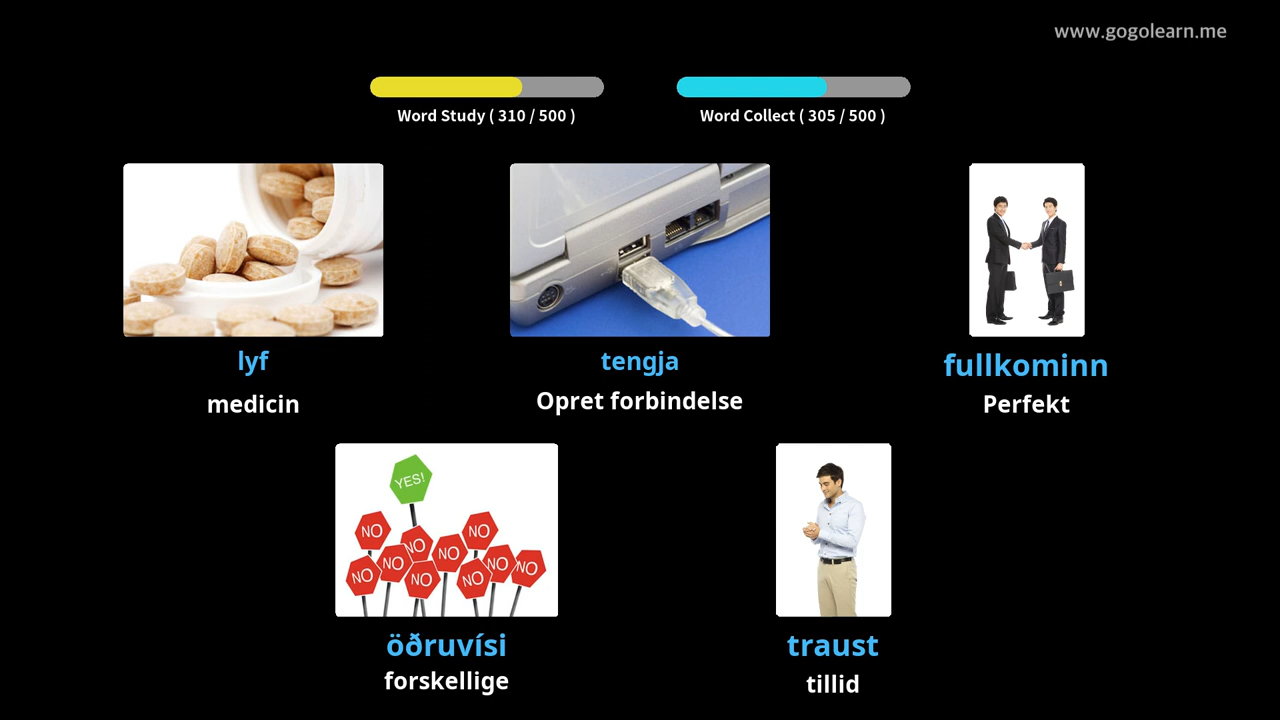 www.gogolearn.me
Word Study ( 310 / 500 )
Word Collect ( 305 / 500 )
lyf
tengja
fullkominn
medicin
Opret forbindelse
Perfekt
YES!
NO
NO
NO
NO
NO
NO
NO
NO
NO
NO
öðruvísi
traust
forskellige
tillid